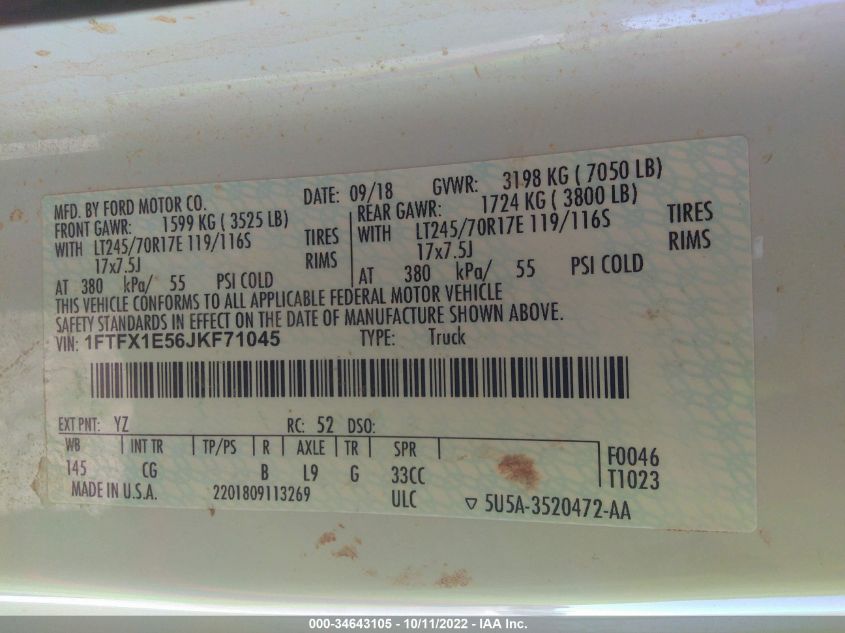 MFD. BY FORD MOTOR CO. DATE: 09/18 GVWR: 3198 KG ( 7050 LB)
FRONT GAWR: 1599 KG ( 3525 LB) REAR GAWR: 1724 KG ( 3800 LB)
WITH LT245/70R17E 119/116S TIRES WITH LT245/70R17E 119/116S TIRES
17x7.5J RIMS 17x7.5J RIMS
AT 380 kPa/ 55 PSI COLD AT 380 kPa/ 55 PSI COLD
THIS VEHICLE CONFORMS TO ALL APPLICABLE FEDERAL MOTOR VEHICLE
SAFETY STANDARDS IN EFFECT ON THE DATE OF MANUFACTURE SHOWN ABOVE.
VIN: 1FTFX1E56JKF71045 TYPE: Truck
EXT PNT: YZ RC: 52 DSO:
WB INT TR TP/PS R AXLE TR SPR F0046
145 CG B L9 G 33CC T1023
MADE IN U.S.A. 2201809113269 ULC ▽ 5U5A-3520472-AA
000-34643105 - 10/11/2022 - IAA Inc.